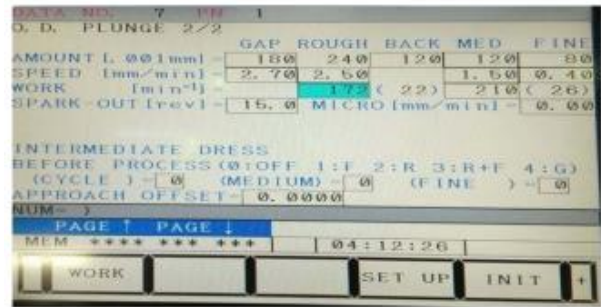 DATA NO. 7 PN 1
O. D. PLUNGE 2/2
GAP ROUGH BACK MED FINE
AMOUNT [.001mm] = 180 240 120 120 80
SPEED [mm/min] = 2.70 2.50 1.50 0.40
WORK [min⁻¹] 172 ( 22) 210 ( 26)
SPARK-OUT [rev] = 15.0 MICRO [mm/min] = 0.00
INTERMEDIATE DRESS
BEFORE PROCESS (0:OFF 1:F 2:R 3:R+F 4:G)
(CYCLE ) = 0 (MEDIUM) = 0 (FINE ) = 0
APPROACH OFFSET = 0.0000
NUM= )
PAGE ↑ PAGE ↓
MEM **** *** *** 04:12:26
WORK SET UP INIT +